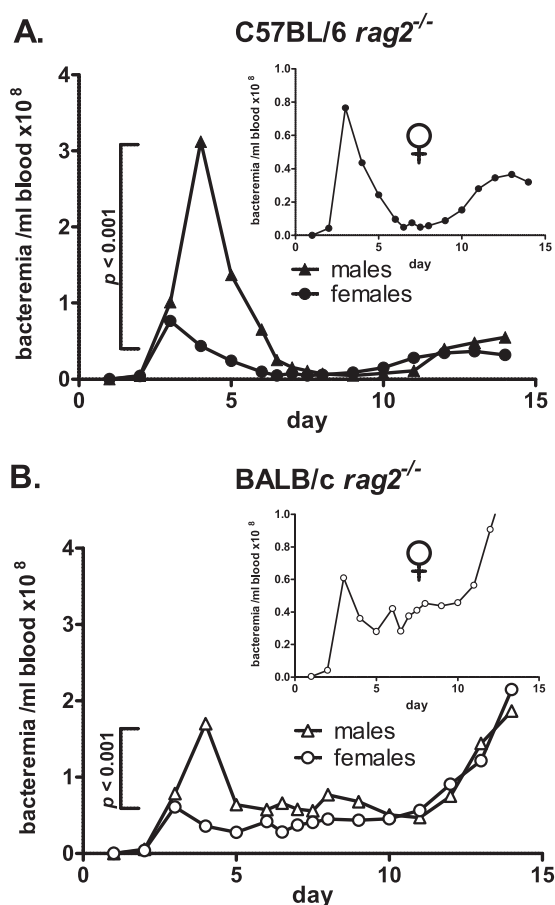 A.
C57BL/6 rag2-/-
bacteremia /ml blood x10 8
4
3
2
1
0
0
5
10
15
day
p < 0.001
bacteremia /ml blood x10 8
1.0
0.8
0.6
0.4
0.2
0.0
0
5
10
15
day
♀
males
females
B.
BALB/c rag2-/-
bacteremia /ml blood x10 8
4
3
2
1
0
0
5
10
15
day
p < 0.001
bacteremia /ml blood x10 8
1.0
0.8
0.6
0.4
0.2
0.0
0
5
10
15
day
♀
males
females